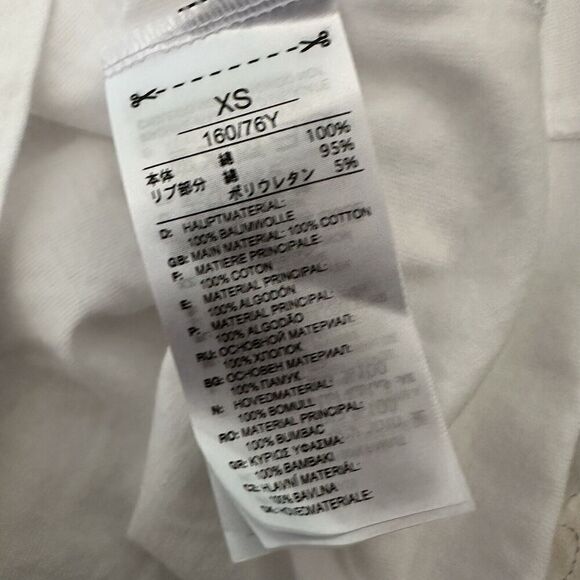 XS
160/76Y
本体 綿 100%
リブ部分 綿 95%
ポリウレタン 5%
D: HAUPTMATERIAL:
100% BAUMWOLLE
GB: MAIN MATERIAL: 100% COTTON
F: MATIERE PRINCIPALE:
100% COTON
E: MATERIAL PRINCIPAL:
100% ALGODÓN
P: MATERIAL PRINCIPAL:
100% ALGODÃO
RU: ОСНОВНОЙ МАТЕРИАЛ:
100% ХЛОПОК
BG: ОСНОВЕН МАТЕРИАЛ:
100% ПАМУК
N: HOVEDMATERIAL:
100% BOMULL
RO: MATERIAL PRINCIPAL:
100% BUMBAC
GR: ΚΥΡΙΩΣ ΥΦΑΣΜΑ:
100% BAMBAKI
CZ: HLAVNÍ MATERIÁL:
100% BAVLNA
HOVEDMATERIALE: